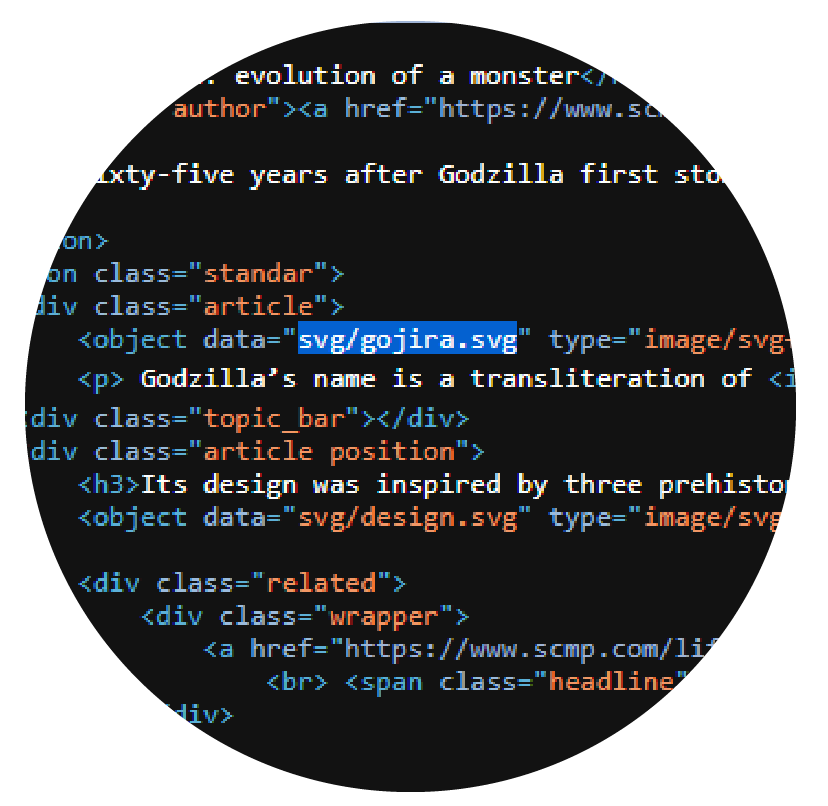 . evolution of a monster</
author"><a href="https://www.sc
ixty-five years after Godzilla first sto
on>
on class="standar">
div class="article">
<object data="svg/gojira.svg" type="image/svg-
<p> Godzilla’s name is a transliteration of <i
div class="topic_bar"></div>
div class="article position">
<h3>Its design was inspired by three prehisto
<object data="svg/design.svg" type="image/svg
<div class="related">
<div class="wrapper">
<a href="https://www.scmp.com/lif
<br> <span class="headline"
div>